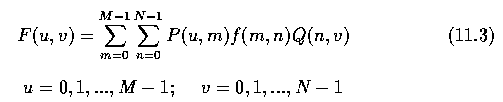 F(u, v) = \sum_{m=0}^{M-1} \sum_{n=0}^{N-1} P(u, m) f(m, n) Q(n, v) (11.3)
u = 0, 1, ..., M − 1; v = 0, 1, ..., N − 1